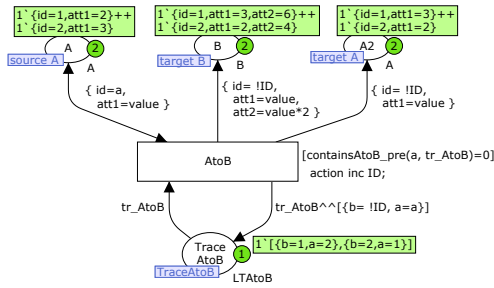 1`{id=1,att1=2}++
1`{id=2,att1=3}
A
2
source A
A
1`{id=1,att1=3,att2=6}++
1`{id=2,att1=2,att2=4}
B
2
target B
B
1`{id=1,att1=3}++
1`{id=2,att1=2}
A2
2
target A
A
{ id=a,
att1=value }
{ id= !ID,
att1=value,
att2=value*2 }
{ id= !ID,
att1=value }
AtoB
[containsAtoB_pre(a, tr_AtoB)=0]
action inc ID;
tr_AtoB
tr_AtoB^^[{b= !ID, a=a}]
Trace
AtoB
1
1`[{b=1,a=2},{b=2,a=1}]
TraceAtoB
LTAtoB